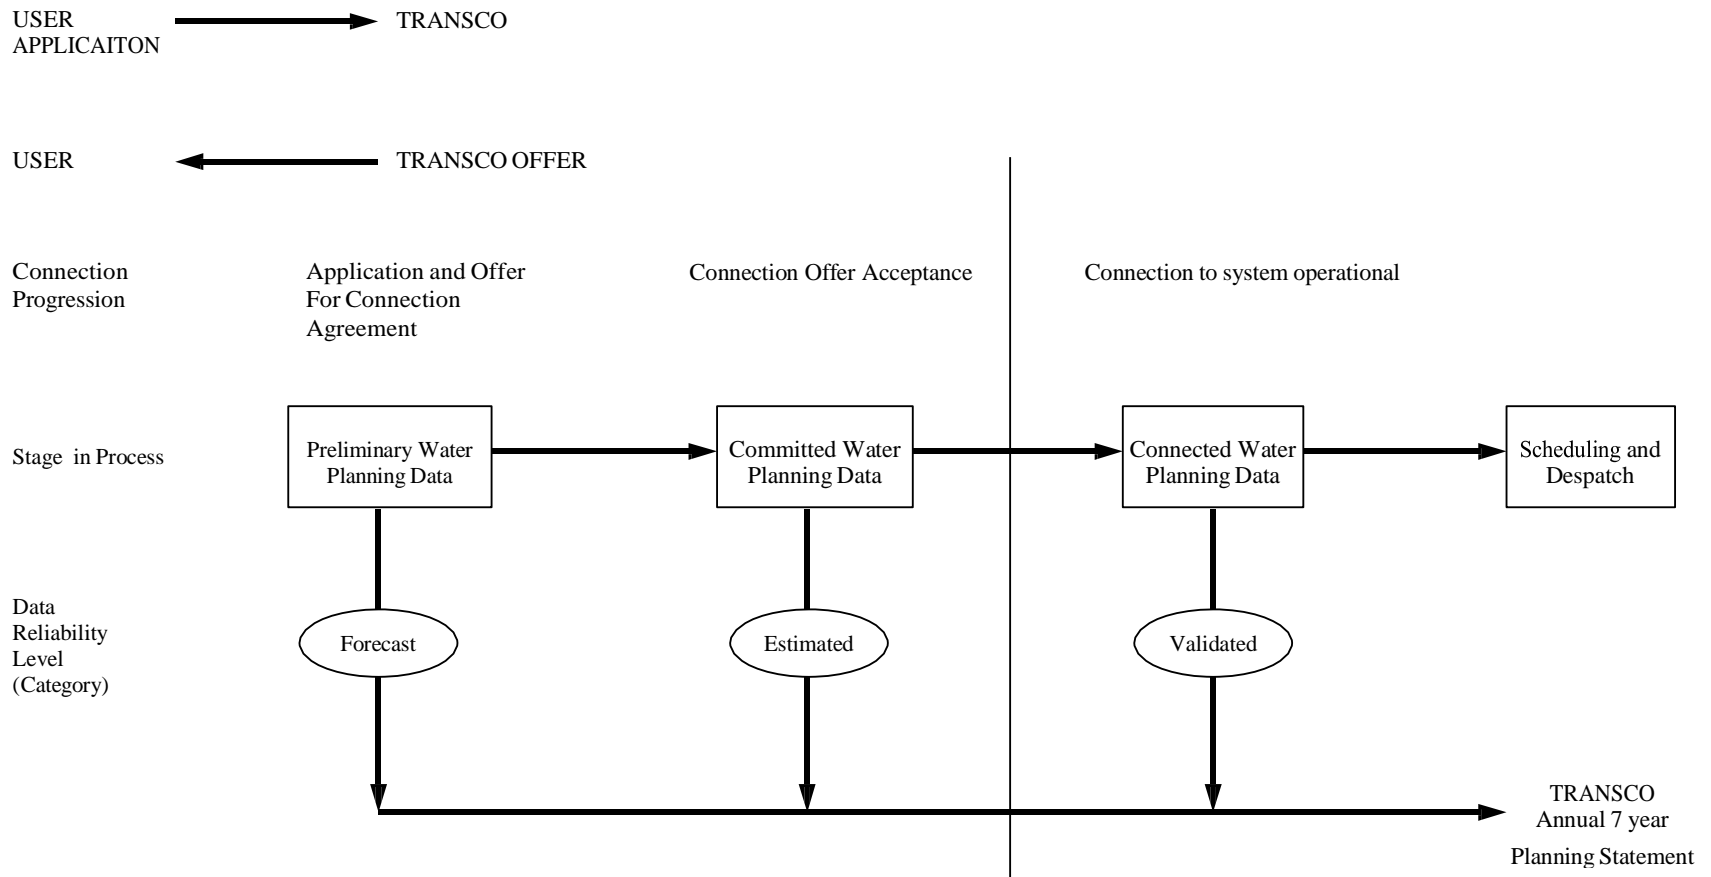 USER
APPLICAITON
TRANSCO
USER
TRANSCO OFFER
Connection
Progression
Application and Offer
For Connection
Agreement
Connection Offer Acceptance
Connection to system operational
Stage in Process
Preliminary Water
Planning Data
Committed Water
Planning Data
Connected Water
Planning Data
Scheduling and
Despatch
Data
Reliability
Level
(Category)
Forecast
Estimated
Validated
TRANSCO
Annual 7 year
Planning Statement